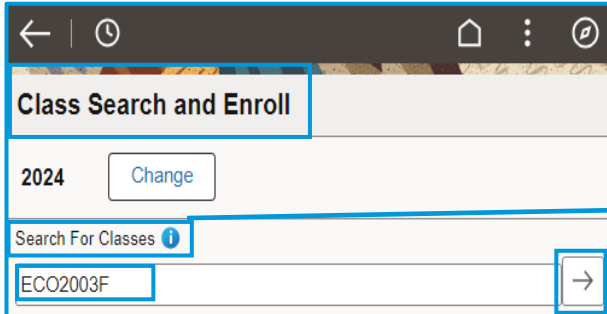 Class Search and Enroll
2024 Change
Search For Classes
ECO2003F